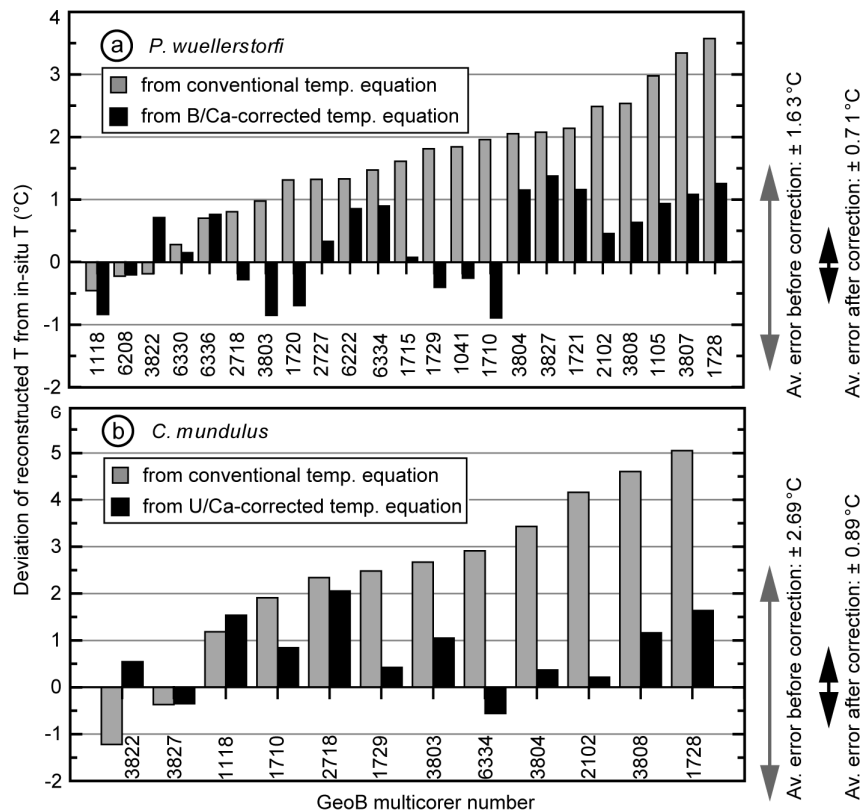 4
3
2
1
0
-1
-2
a P. wuellerstorfi
from conventional temp. equation
from B/Ca-corrected temp. equation
1118 6208 3822 6330 6336 2718 3803 1720 2727 6222 6334 1715 1729 1041 1710 3804 3827 1721 2102 3808 1105 3807 1728
Av. error before correction: ± 1.63 °C
Av. error after correction: ± 0.71 °C
Deviation of reconstructed T from in-situ T (°C)
6
5
4
3
2
1
0
-1
-2
b C. mundulus
from conventional temp. equation
from U/Ca-corrected temp. equation
3822 3827 1118 1710 2718 1729 3803 6334 3804 2102 3808 1728
Av. error before correction: ± 2.69 °C
Av. error after correction: ± 0.89 °C
GeoB multicorer number